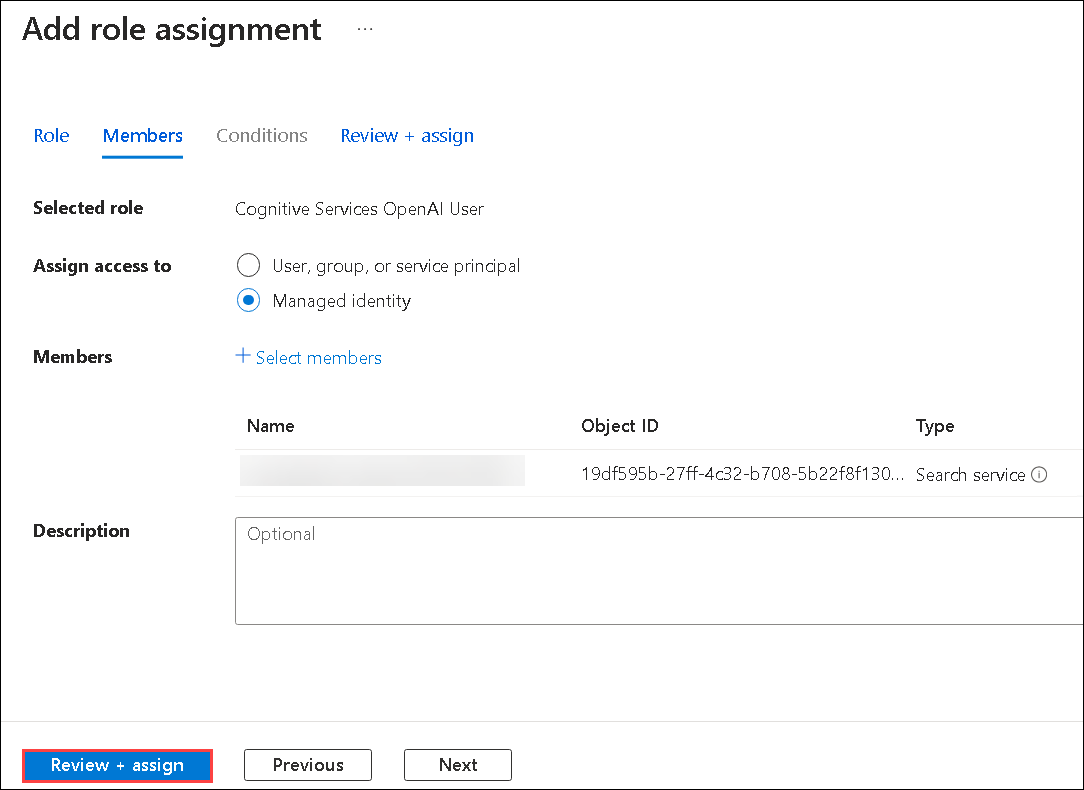 Add role assignment ...
Role Members Conditions Review + assign
Selected role Cognitive Services OpenAI User
Assign access to User, group, or service principal
Managed identity
Members + Select members
Name Object ID Type
19df595b-27ff-4c32-b708-5b22f8f130... Search service
Description Optional
Review + assign Previous Next